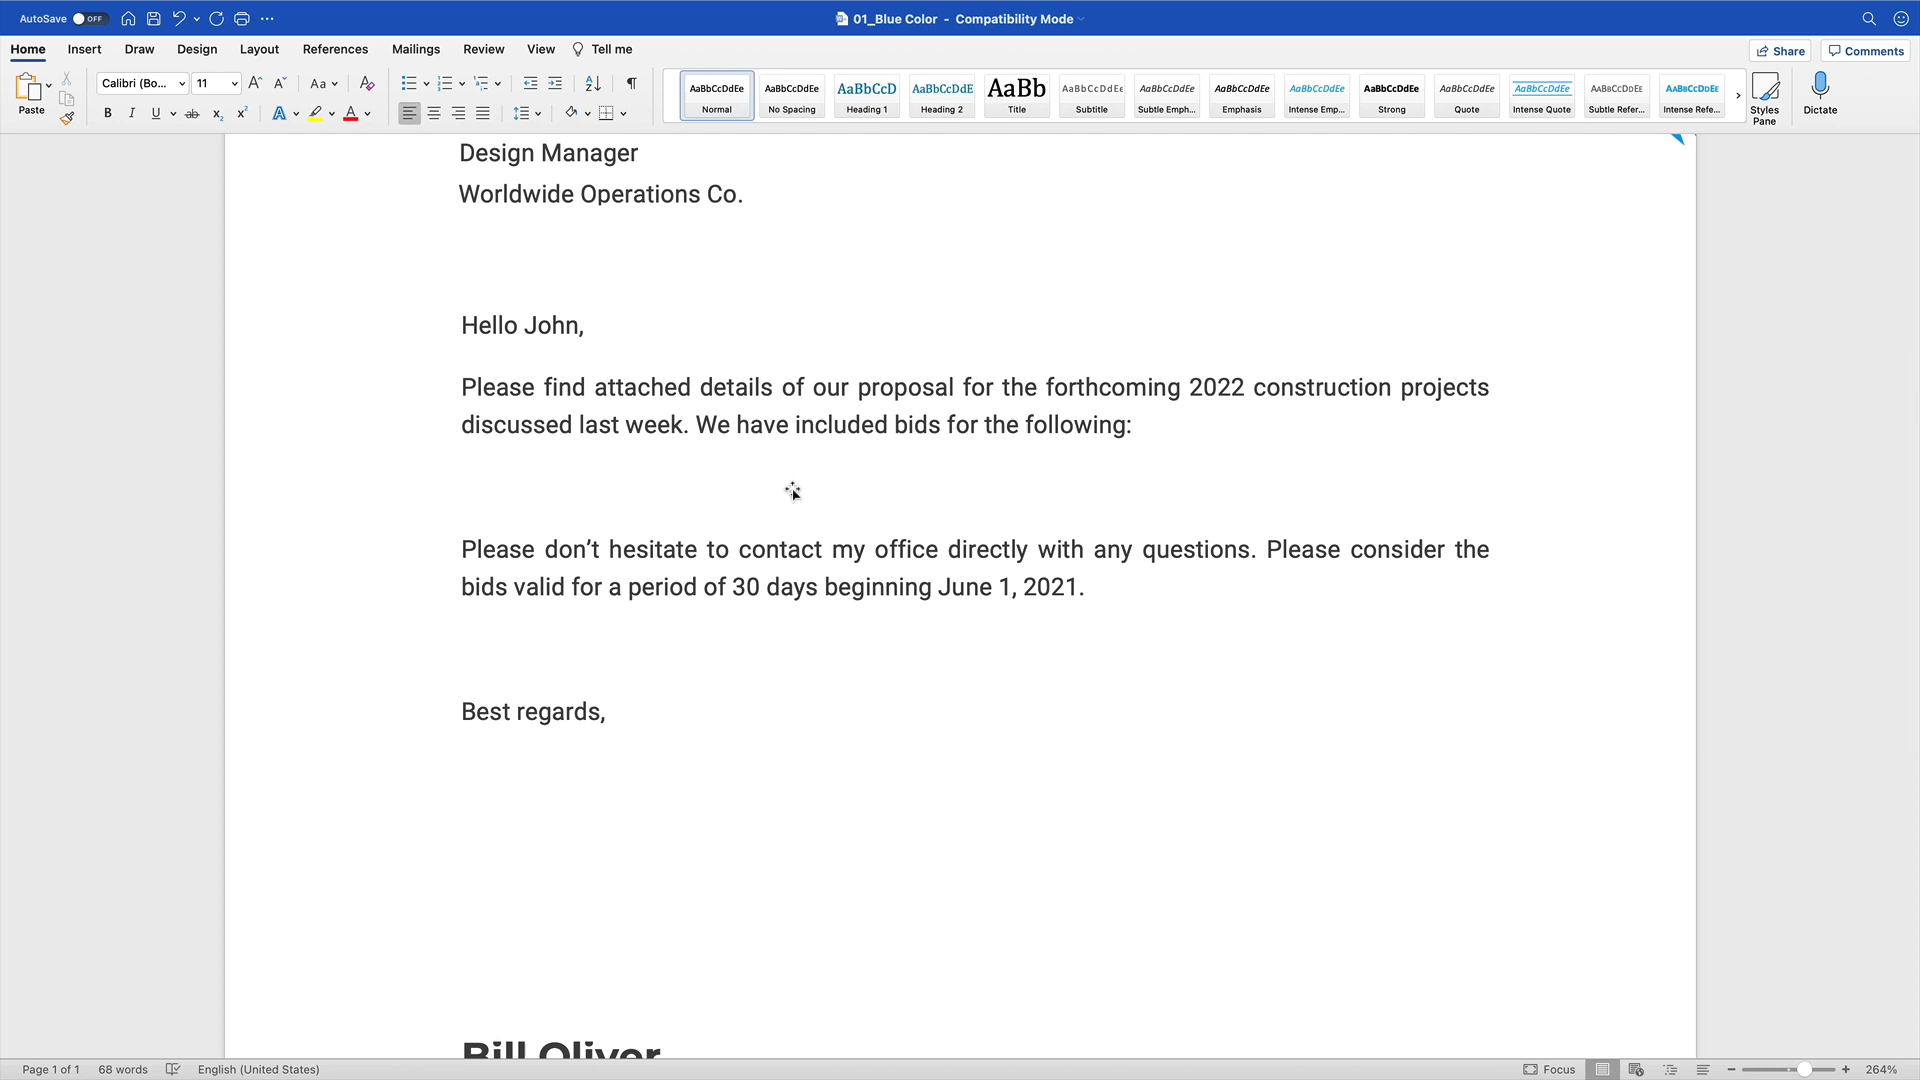 AutoSave OFF
01_Blue Color - Compatibility Mode
Home Insert Draw Design Layout References Mailings Review View Tell me
Share Comments
Paste
Calibri (Bo... 11
Aa
B I U ab x₂ x² A A
AaBbCcDdEe AaBbCcDdEe AaBbCcD AaBbCcDdE AaBb AaBbCcDdEe AaBbCcDdEe AaBbCcDdEe AaBbCcDdEe AaBbCcDdEe AaBbCcDdEe AaBbCcDdEe AaBbCcDdEe AaBbCcDdEe
Normal No Spacing Heading 1 Heading 2 Title Subtitle Subtle Emph... Emphasis Intense Emp... Strong Quote Intense Quote Subtle Refer... Intense Refe...
Styles
Pane
Dictate
Design Manager
Worldwide Operations Co.
Hello John,
Please find attached details of our proposal for the forthcoming 2022 construction projects
discussed last week. We have included bids for the following:
Please don’t hesitate to contact my office directly with any questions. Please consider the
bids valid for a period of 30 days beginning June 1, 2021.
Best regards,
Bill Oliver
Page 1 of 1 68 words English (United States)
Focus 264%